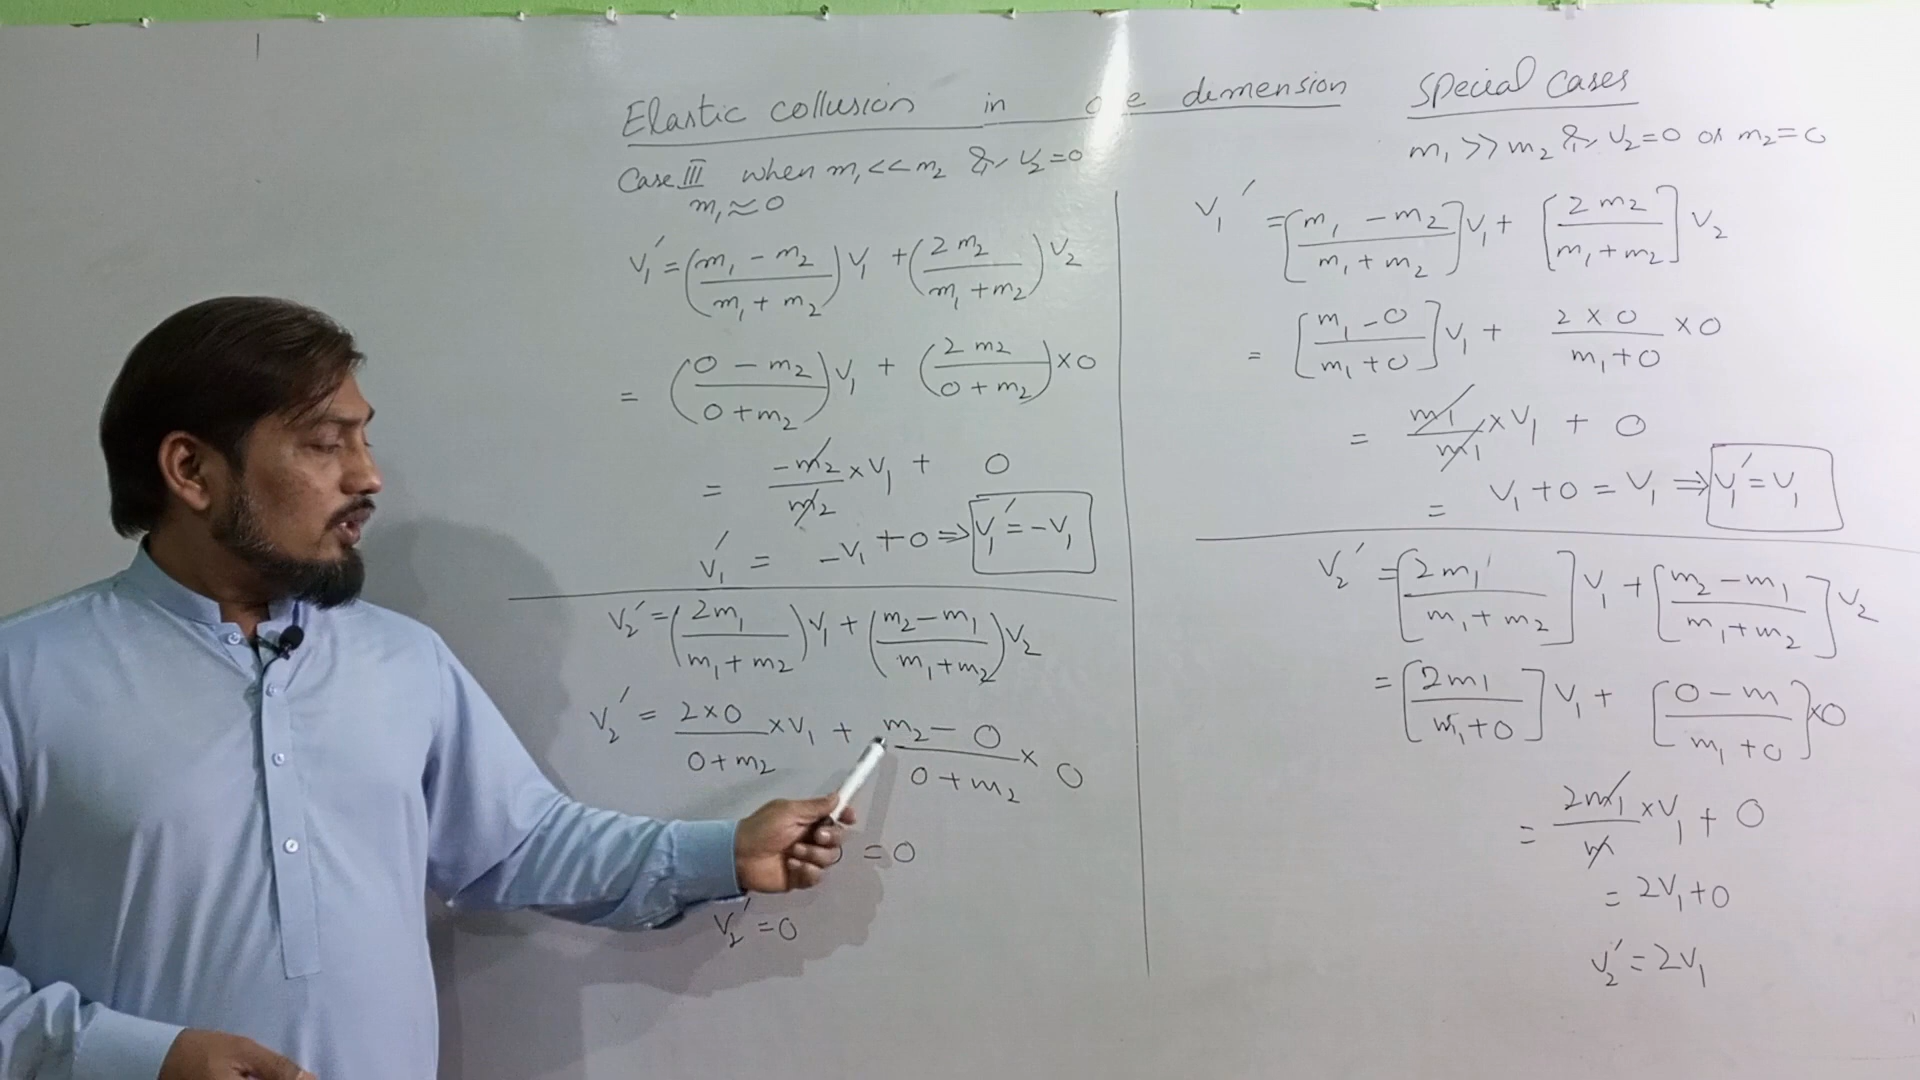 Elastic collusion in one demension
Case III when m₁ << m₂ & V₂=0
m₁ ≈ 0
V₁′ = (m₁ - m₂ / m₁ + m₂) V₁ + (2m₂ / m₁ + m₂) V₂
= (0 - m₂ / 0 + m₂) V₁ + (2m₂ / 0 + m₂) × 0
= -m₂ / m₂ × V₁ + 0
V₁′ = -V₁ + 0 ⇒ V₁′ = -V₁
V₂′ = (2m₁ / m₁ + m₂) V₁ + (m₂ - m₁ / m₁ + m₂) V₂
V₂′ = 2×0 / 0 + m₂ × V₁ + m₂ - 0 / 0 + m₂ × 0
= 0
V₂′ = 0
Special Cases
m₁ >> m₂ & V₂=0 or m₂=0
V₁′ = [m₁ - m₂ / m₁ + m₂] V₁ + [2m₂ / m₁ + m₂] V₂
= [m₁ - 0 / m₁ + 0] V₁ + 2 × 0 / m₁ + 0 × 0
= m₁ / m₁ × V₁ + 0
= V₁ + 0 = V₁ ⇒ V₁′ = V₁
V₂′ = [2m₁ / m₁ + m₂] V₁ + [m₂ - m₁ / m₁ + m₂] V₂
= [2m₁ / m₁ + 0] V₁ + [0 - m / m₁ + 0] × 0
= 2m₁ / m × V₁ + 0
= 2V₁ + 0
V₂′ = 2V₁